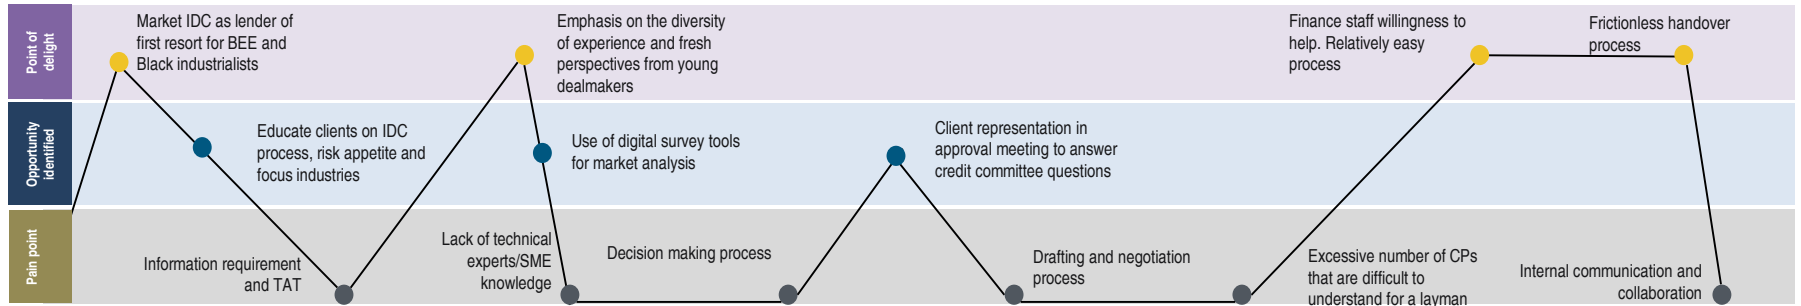 Point of
delight
Market IDC as lender of
first resort for BEE and
Black industrialists
Emphasis on the diversity
of experience and fresh
perspectives from young
dealmakers
Finance staff willingness to
help. Relatively easy
process
Frictionless handover
process
Opportunity
identified
Educate clients on IDC
process, risk appetite and
focus industries
Use of digital survey tools
for market analysis
Client representation in
approval meeting to answer
credit committee questions
Pain point
Information requirement
and TAT
Lack of technical
experts/SME
knowledge
Decision making process
Drafting and negotiation
process
Excessive number of CPs
that are difficult to
understand for a layman
Internal communication and
collaboration